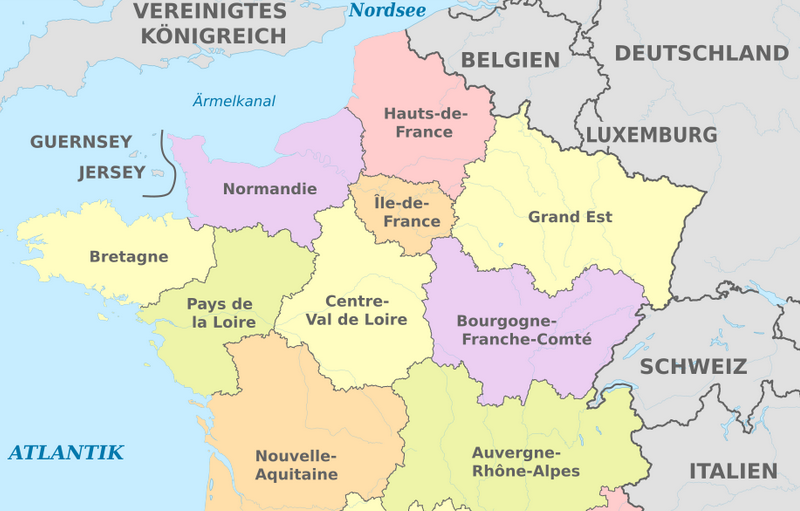 VEREINIGTES
KÖNIGREICH
Nordsee
BELGIEN
DEUTSCHLAND
Ärmelkanal
Hauts-de-
France
GUERNSEY
LUXEMBURG
JERSEY
Normandie
Île-de-
France
Grand Est
Bretagne
Pays de
la Loire
Centre-
Val de Loire
Bourgogne-
Franche-Comté
SCHWEIZ
ATLANTIK
Nouvelle-
Aquitaine
Auvergne-
Rhône-Alpes
ITALIEN